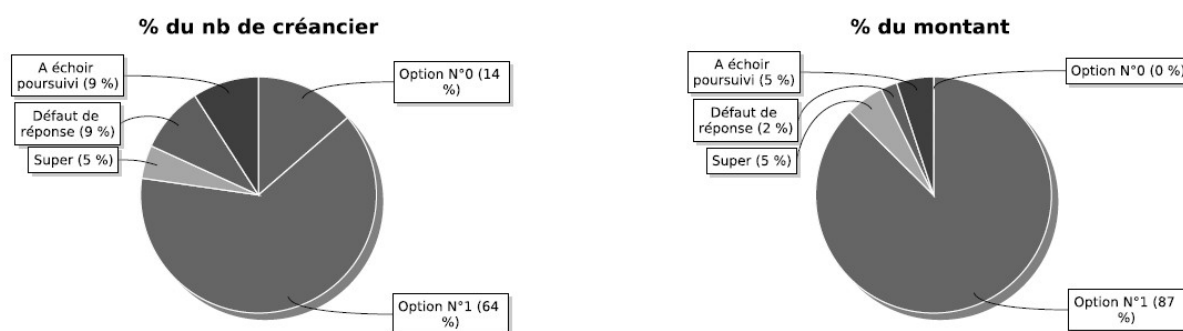 % du nb de créancier
A échoir
poursuivi (9 %)
Option N°0 (14
%)
Défaut de
réponse (9 %)
Super (5 %)
Option N°1 (64
%)
% du montant
A échoir
poursuivi (5 %)
Option N°0 (0 %)
Défaut de
réponse (2 %)
Super (5 %)
Option N°1 (87
%)